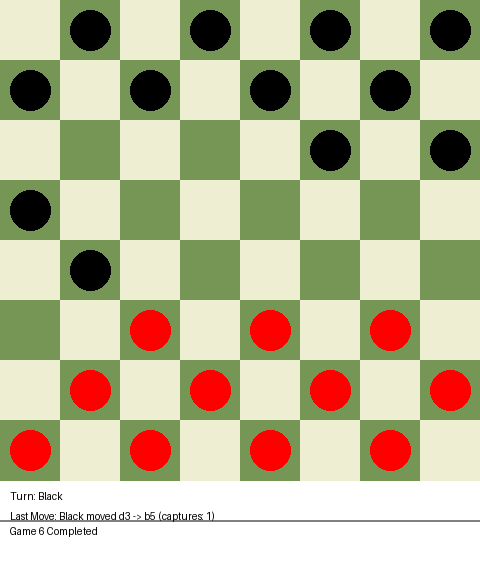 Turn: Black
Last Move: Black moved d3 -> b5 (captures: 1)
Game 6 Completed